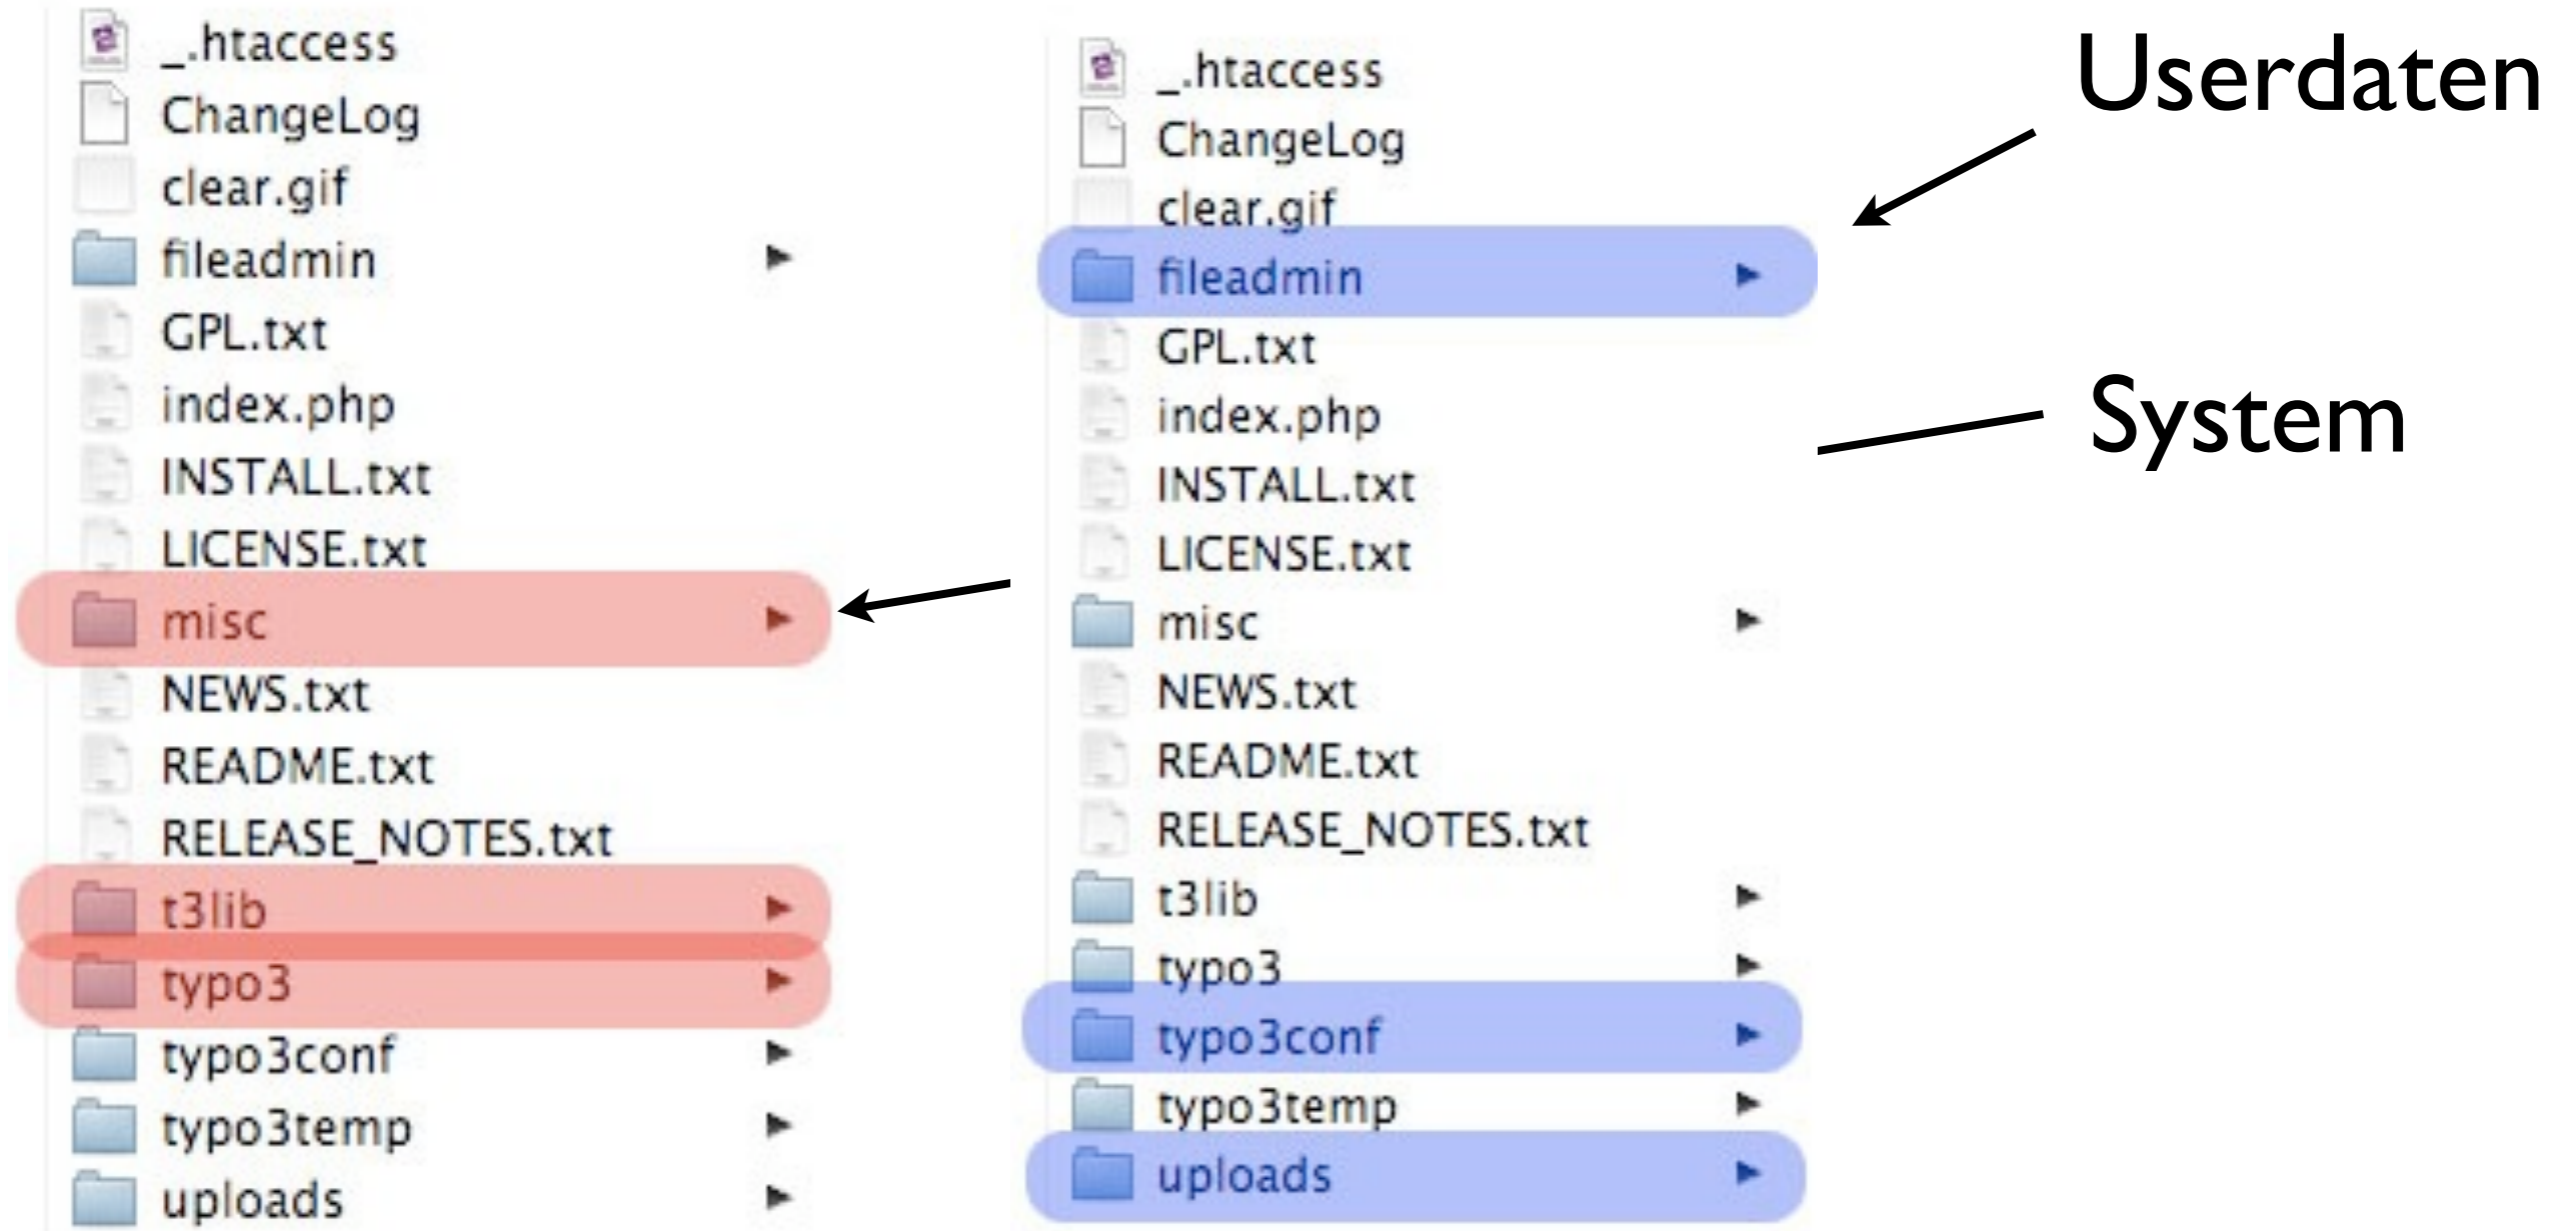 _.htaccess
ChangeLog
clear.gif
fileadmin
GPL.txt
index.php
INSTALL.txt
LICENSE.txt
misc
NEWS.txt
README.txt
RELEASE_NOTES.txt
t3lib
typo3
typo3conf
typo3temp
uploads
_.htaccess
ChangeLog
clear.gif
fileadmin
GPL.txt
index.php
INSTALL.txt
LICENSE.txt
misc
NEWS.txt
README.txt
RELEASE_NOTES.txt
t3lib
typo3
typo3conf
typo3temp
uploads
Userdaten
System